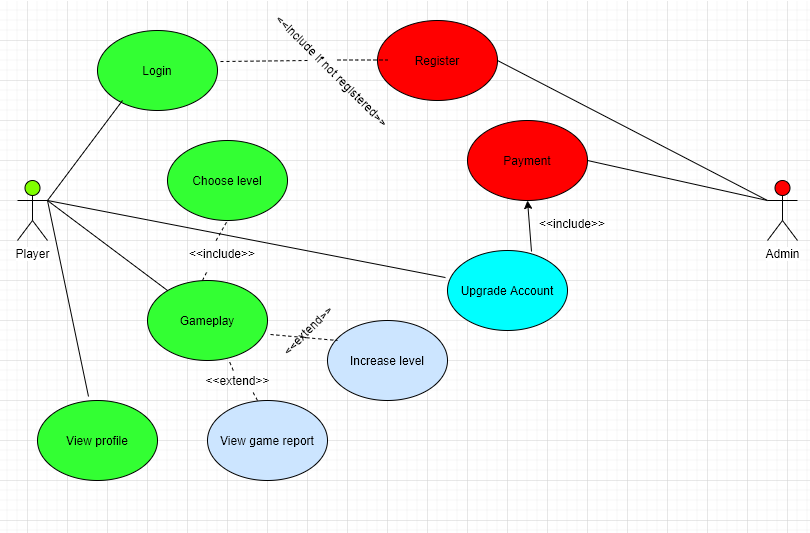 <<include if not registered>>
Login
Register
Payment
Choose level
<<include>>
Player
Admin
<<include>>
Upgrade Account
Gameplay
<<extend>>
Increase level
<<extend>>
View profile
View game report